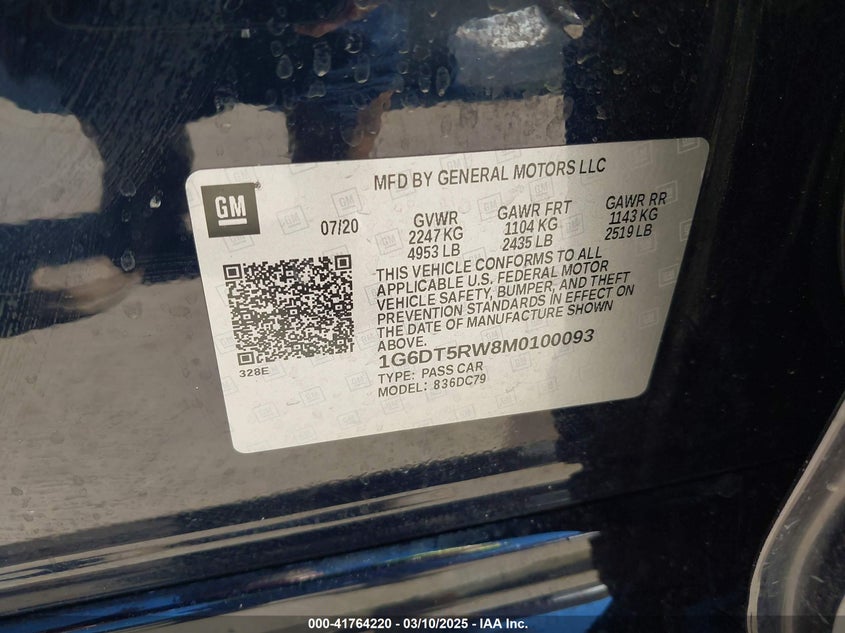 MFD BY GENERAL MOTORS LLC
GM
07/20
GVWR
2247 KG
4953 LB
GAWR FRT
1104 KG
2435 LB
GAWR RR
1143 KG
2519 LB
THIS VEHICLE CONFORMS TO ALL
APPLICABLE U.S. FEDERAL MOTOR
VEHICLE SAFETY, BUMPER, AND THEFT
PREVENTION STANDARDS IN EFFECT ON
THE DATE OF MANUFACTURE SHOWN
ABOVE.
1G6DT5RW8M0100093
TYPE: PASS CAR
MODEL: 836DC79
328E
000-41764220 — 03/10/2025 — IAA Inc.